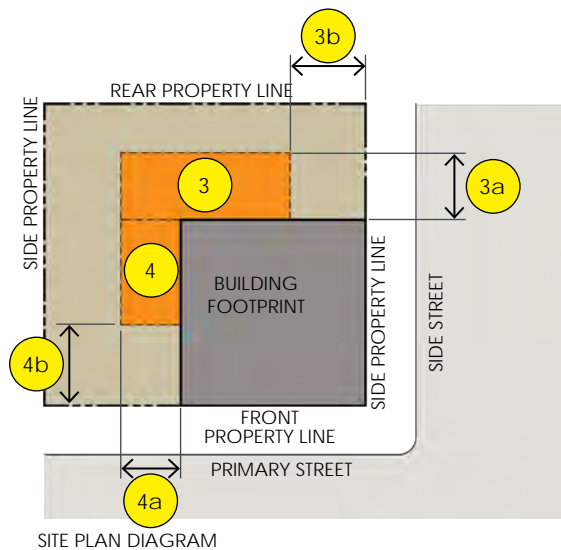 3b
REAR PROPERTY LINE
SIDE PROPERTY LINE
3
3a
4
BUILDING
FOOTPRINT
SIDE PROPERTY LINE
SIDE STREET
4b
FRONT
PROPERTY LINE
PRIMARY STREET
4a
SITE PLAN DIAGRAM